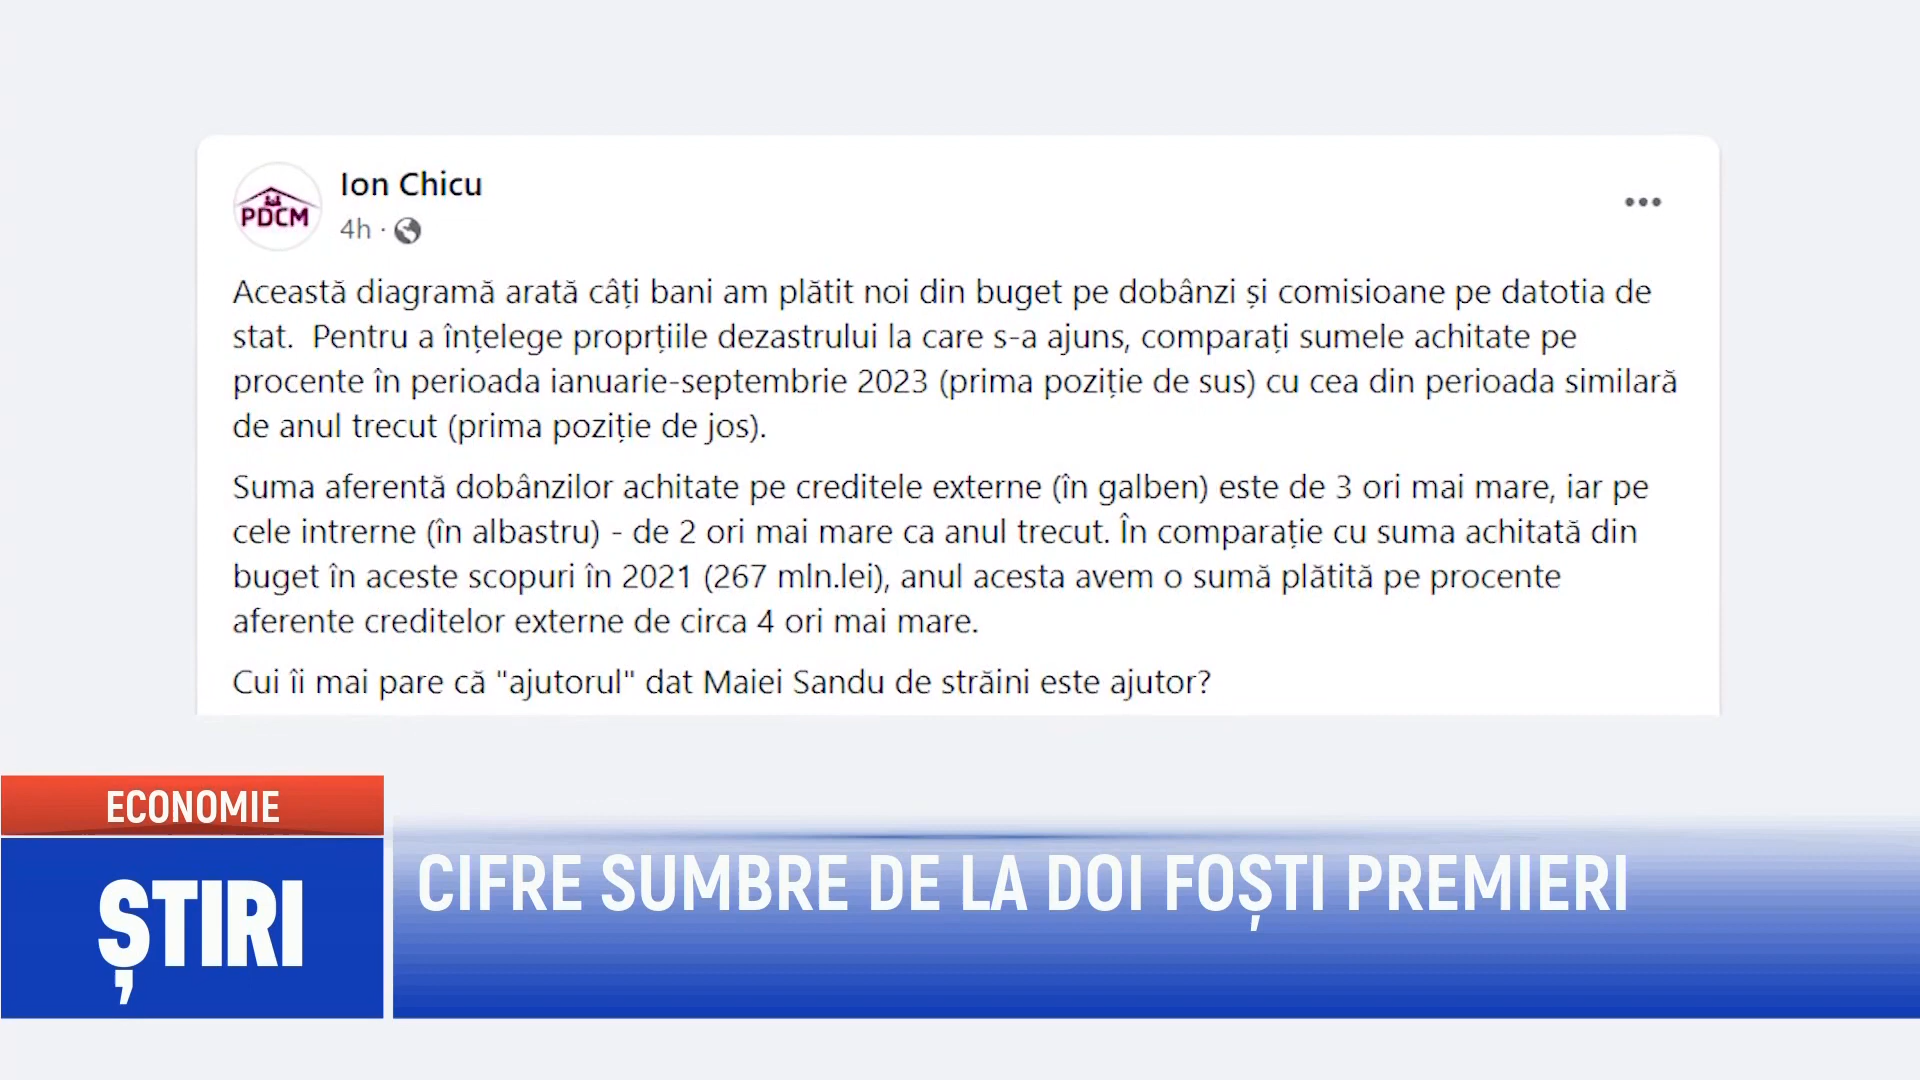 PDCM
Ion Chicu
4h ·
Această diagramă arată câți bani am plătit noi din buget pe dobânzi și comisioane pe datotia de
stat. Pentru a înțelege proprțiile dezastrului la care s-a ajuns, comparați sumele achitate pe
procente în perioada ianuarie-septembrie 2023 (prima poziție de sus) cu cea din perioada similară
de anul trecut (prima poziție de jos).
Suma aferentă dobânzilor achitate pe creditele externe (în galben) este de 3 ori mai mare, iar pe
cele intrerne (în albastru) - de 2 ori mai mare ca anul trecut. În comparație cu suma achitată din
buget în aceste scopuri în 2021 (267 mln.lei), anul acesta avem o sumă plătită pe procente
aferente creditelor externe de circa 4 ori mai mare.
Cui îi mai pare că "ajutorul" dat Maiei Sandu de străini este ajutor?
ECONOMIE
ȘTIRI
CIFRE SUMBRE DE LA DOI FOȘTI PREMIERI